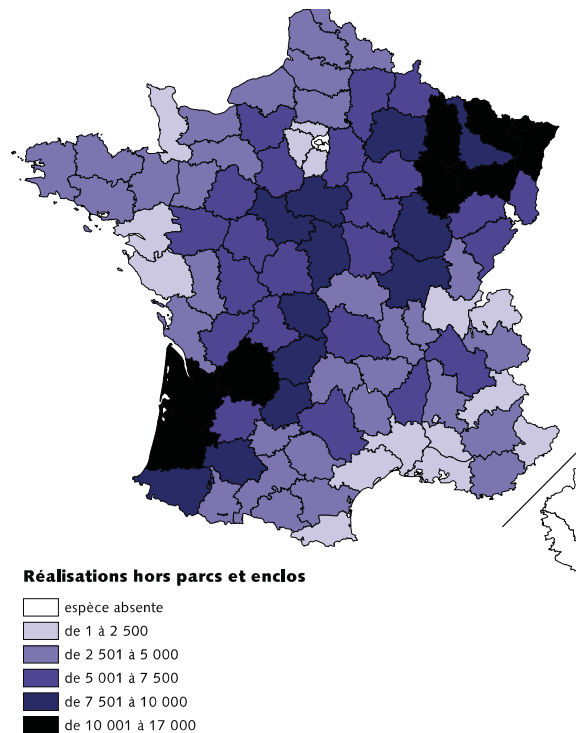 Réalisations hors parcs et enclos
espèce absente
de 1 à 2 500
de 2 501 à 5 000
de 5 001 à 7 500
de 7 501 à 10 000
de 10 001 à 17 000